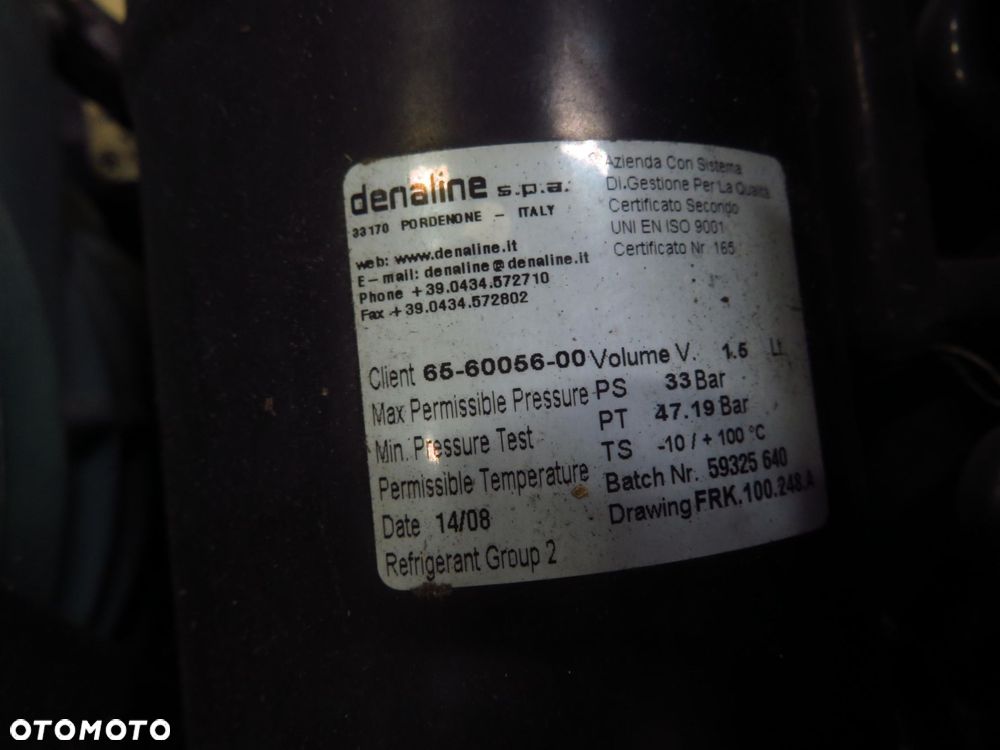 denaline s.p.a.
33170 PORDENONE - ITALY
web: www.denaline.it
E-mail: denaline@denaline.it
Phone +39.0434.572710
Fax +39.0434.572802
Azienda Con Sistema
Di.Gestione Per La Qualità
Certificato Secondo
UNI EN ISO 9001
Certificato Nr. 165
Client 65-60056-00 Volume V. 1.5 Lt.
Max Permissible Pressure PS 33 Bar
Min. Pressure Test PT 47.19 Bar
Permissible Temperature TS -10 / +100 °C
Date 14/08 Batch Nr. 59325 640
Refrigerant Group 2 Drawing FRK.100.248.A
OTOMOTO